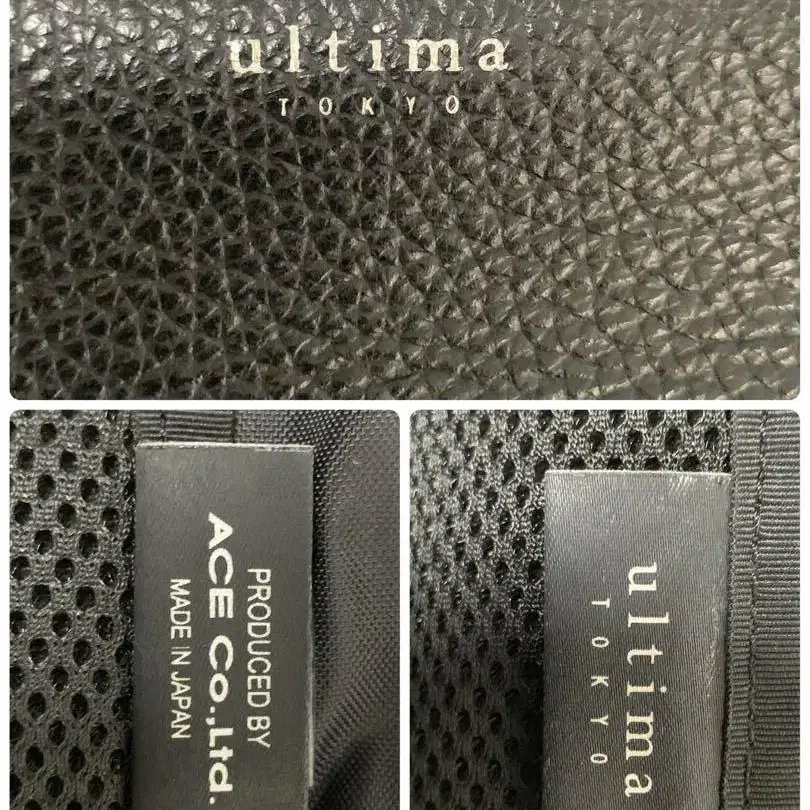 ultima
TOKYO
PRODUCED BY
ACE Co.,Ltd.
MADE IN JAPAN
ultima
TOKYO